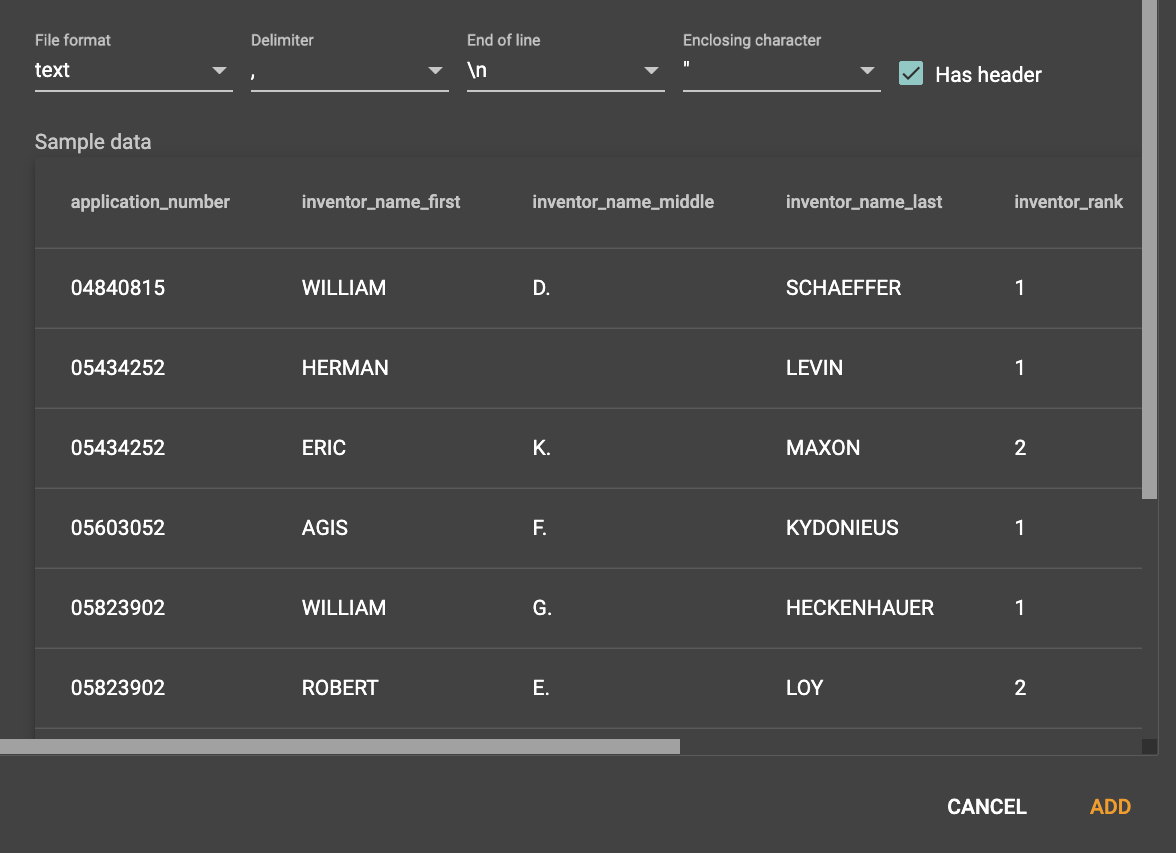 File format Delimiter End of line Enclosing character
text , \n " Has header
Sample data
application_number inventor_name_first inventor_name_middle inventor_name_last inventor_rank
04840815 WILLIAM D. SCHAEFFER 1
05434252 HERMAN LEVIN 1
05434252 ERIC K. MAXON 2
05603052 AGIS F. KYDONIEUS 1
05823902 WILLIAM G. HECKENHAUER 1
05823902 ROBERT E. LOY 2
CANCEL ADD